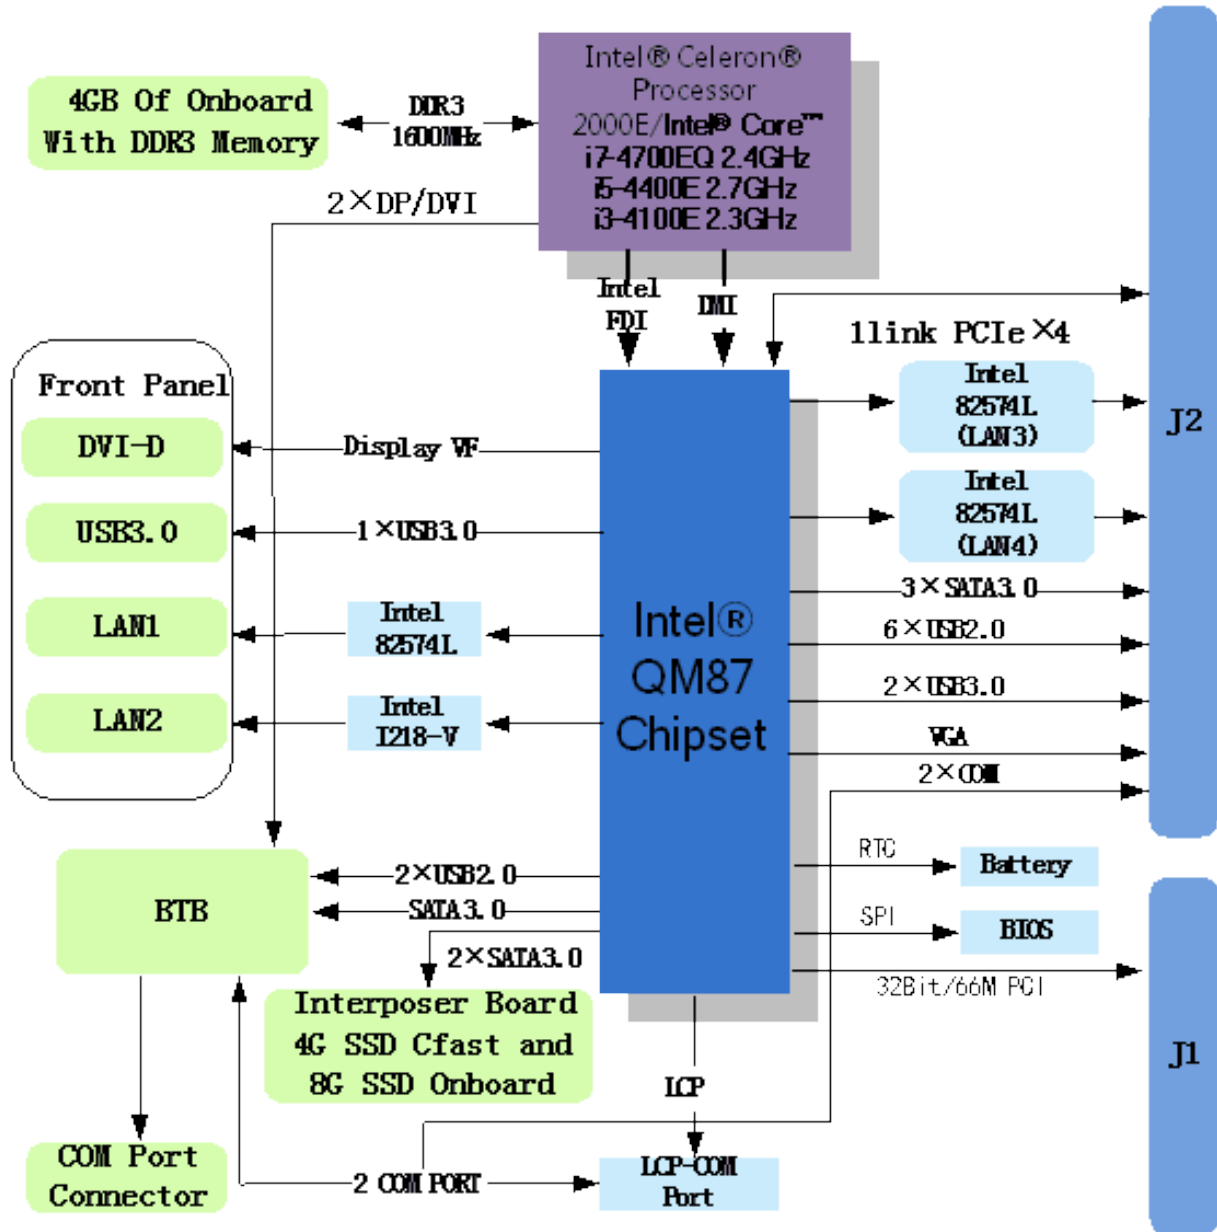 Intel® Celeron®
Processor
2000E/Intel® Core™
i7-4700EQ 2.4GHz
i5-4400E 2.7GHz
i3-4100E 2.3GHz
4GB Of Onboard
With DDR3 Memory
DDR3
1600MHz
2×DP/DVI
Intel
FDI
DMI
1link PCIe ×4
Intel
82574L
(LAN3)
J2
Front Panel
DVI-D
Display VF
Intel
82574L
(LAN4)
USB3.0
1×USB3.0
3×SATA3.0
LAN1
Intel
82574L
Intel®
QM87
Chipset
6×USB2.0
2×USB3.0
LAN2
Intel
I218-V
VGA
2×COM
RTC
Battery
BTB
2×USB2.0
SATA3.0
SPI
BIOS
2×SATA3.0
32Bit/66M PCI
Interposer Board
4G SSD Cfast and
8G SSD Onboard
J1
LCP
COM Port
Connector
2 COM PORT
LCP-COM
Port